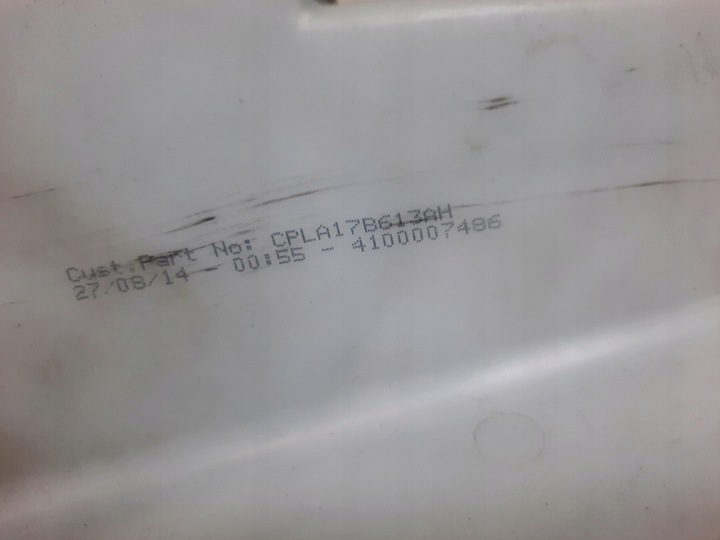 Cust.Part No: CPLA17B613AH
27/08/14 - 00:55 - 4100007486